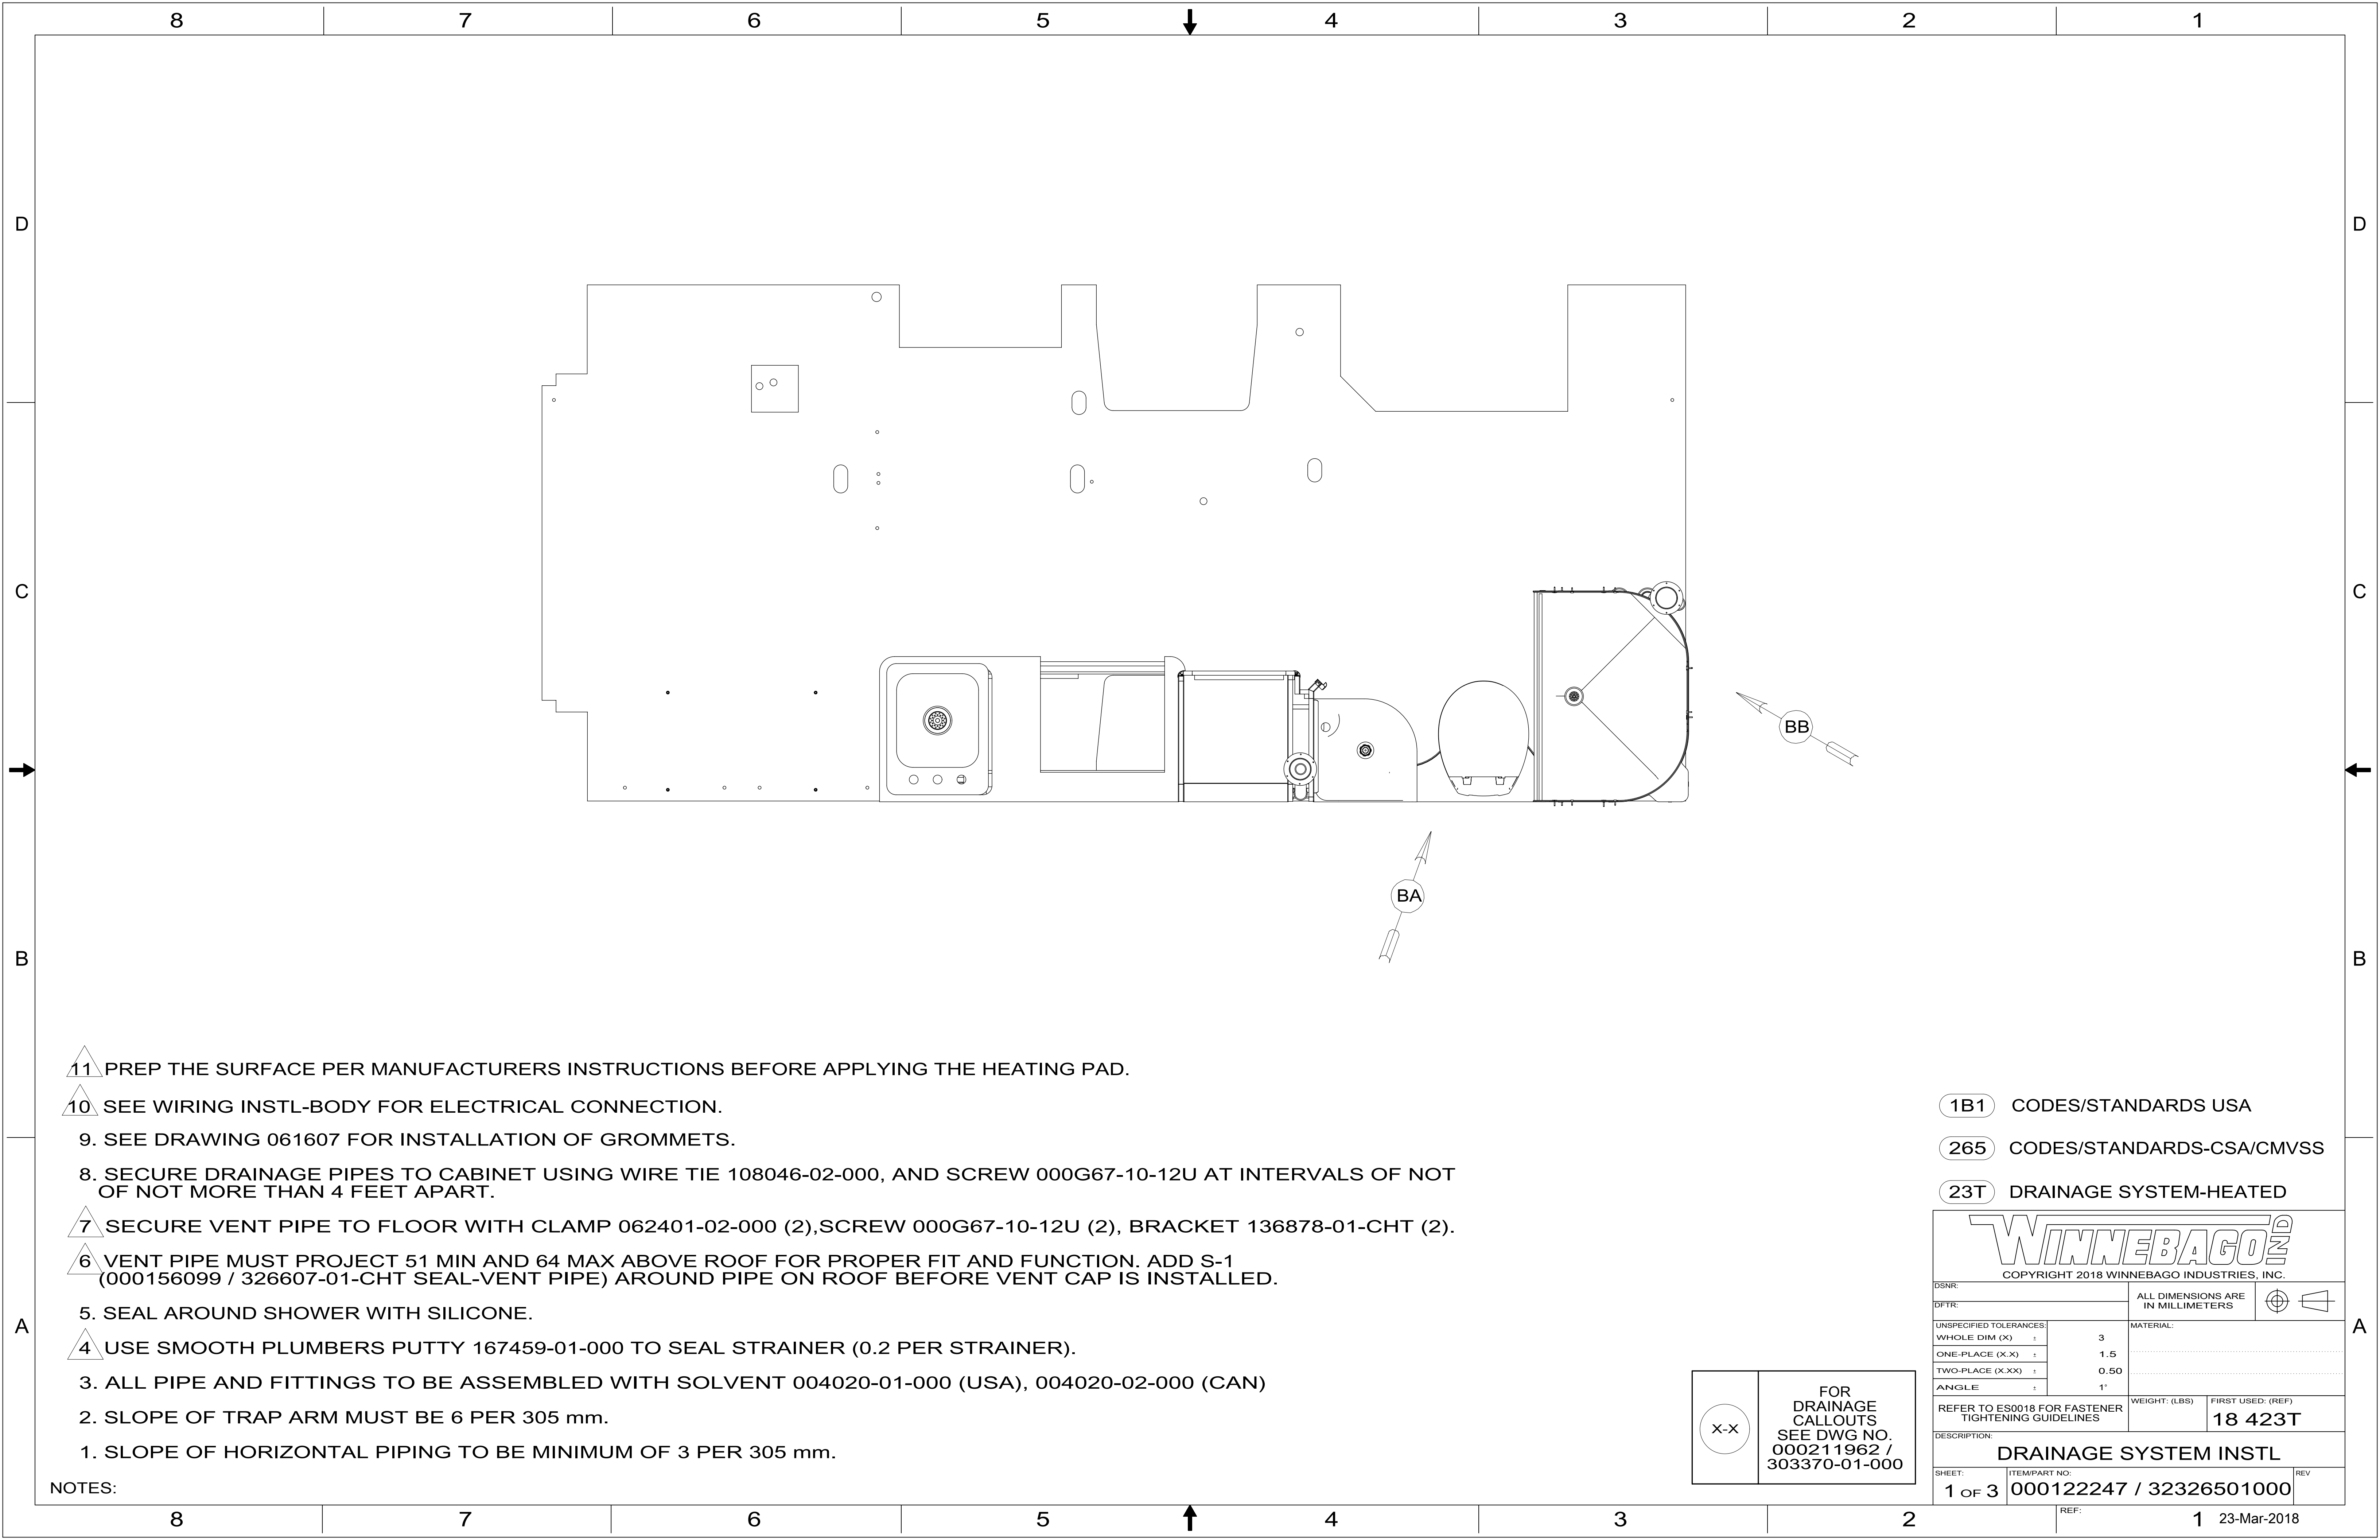 8 7 6 5 4 3 2 1
D D
C C
BB
BA
B B
11 PREP THE SURFACE PER MANUFACTURERS INSTRUCTIONS BEFORE APPLYING THE HEATING PAD.
10 SEE WIRING INSTL-BODY FOR ELECTRICAL CONNECTION.
9. SEE DRAWING 061607 FOR INSTALLATION OF GROMMETS.
8. SECURE DRAINAGE PIPES TO CABINET USING WIRE TIE 108046-02-000, AND SCREW 000G67-10-12U AT INTERVALS OF NOT
OF NOT MORE THAN 4 FEET APART.
7 SECURE VENT PIPE TO FLOOR WITH CLAMP 062401-02-000 (2),SCREW 000G67-10-12U (2), BRACKET 136878-01-CHT (2).
6 VENT PIPE MUST PROJECT 51 MIN AND 64 MAX ABOVE ROOF FOR PROPER FIT AND FUNCTION. ADD S-1
(000156099 / 326607-01-CHT SEAL-VENT PIPE) AROUND PIPE ON ROOF BEFORE VENT CAP IS INSTALLED.
5. SEAL AROUND SHOWER WITH SILICONE.
4 USE SMOOTH PLUMBERS PUTTY 167459-01-000 TO SEAL STRAINER (0.2 PER STRAINER).
3. ALL PIPE AND FITTINGS TO BE ASSEMBLED WITH SOLVENT 004020-01-000 (USA), 004020-02-000 (CAN)
2. SLOPE OF TRAP ARM MUST BE 6 PER 305 mm.
1. SLOPE OF HORIZONTAL PIPING TO BE MINIMUM OF 3 PER 305 mm.
NOTES:
A A
X-X
FOR
DRAINAGE
CALLOUTS
SEE DWG NO.
000211962 /
303370-01-000
1B1 CODES/STANDARDS USA
265 CODES/STANDARDS-CSA/CMVSS
23T DRAINAGE SYSTEM-HEATED
WINNEBAGO IND
COPYRIGHT 2018 WINNEBAGO INDUSTRIES, INC.
DSNR:
DFTR:
ALL DIMENSIONS ARE
IN MILLIMETERS
UNSPECIFIED TOLERANCES:
WHOLE DIM (X) ± 3
ONE-PLACE (X.X) ± 1.5
TWO-PLACE (X.XX) ± 0.50
ANGLE ± 1°
MATERIAL:
REFER TO ES0018 FOR FASTENER
TIGHTENING GUIDELINES
WEIGHT: (LBS)
FIRST USED: (REF)
18 423T
DESCRIPTION:
DRAINAGE SYSTEM INSTL
SHEET:
1 OF 3
ITEM/PART NO:
000122247 / 32326501000
REV
8 7 6 5 4 3 2 1
REF:
23-Mar-2018